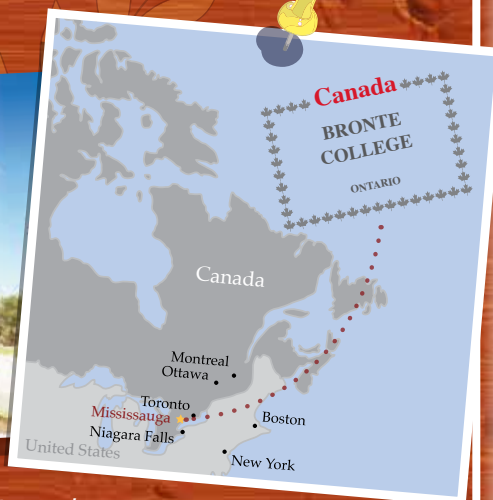 Canada
BRONTE
COLLEGE
ONTARIO
Canada
Montreal
Ottawa
Toronto
Mississauga
Niagara Falls
Boston
New York
United States